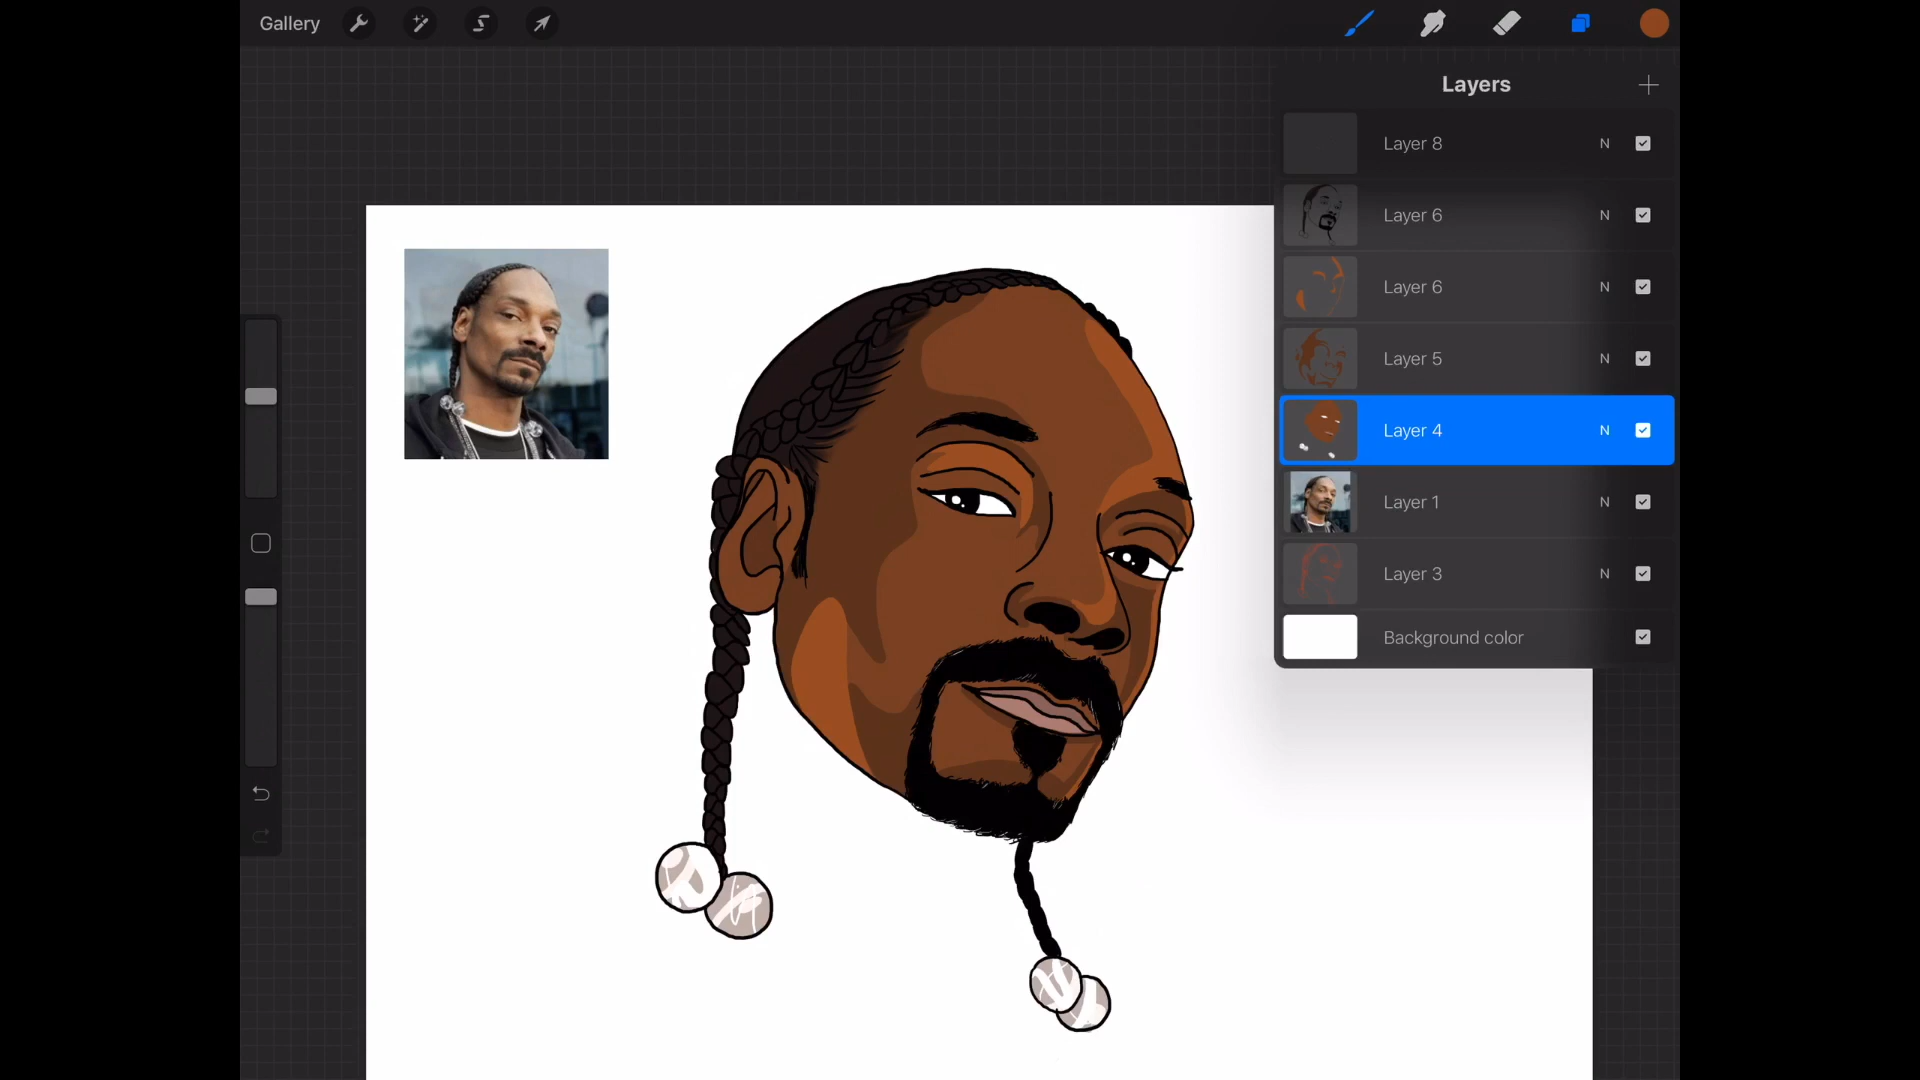 Gallery
Layers
Layer 8 N
Layer 6 N
Layer 6 N
Layer 5 N
Layer 4 N
Layer 1 N
Layer 3 N
Background color